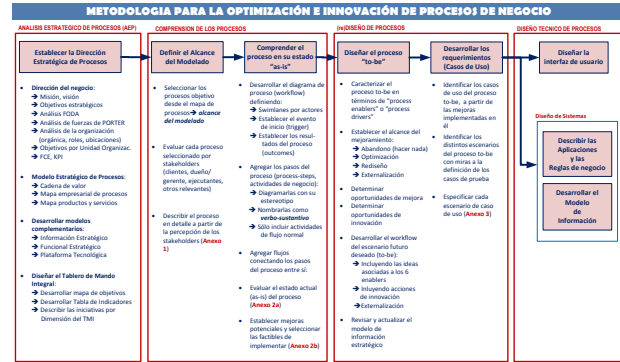 METODOLOGIA PARA LA OPTIMIZACIÓN E INNOVACIÓN DE PROCESOS DE NEGOCIO
ANALISIS ESTRATEGICO DE PROCESOS (AEP)
Establecer la Dirección
Estratégica de Procesos
• Dirección del negocio:
➔ Misión, visión
➔ Objetivos estratégicos
➔ Análisis FODA
➔ Análisis de fuerzas de PORTER
➔ Análisis de la organización
(orgánica, roles, ubicaciones)
➔ Objetivos por Unidad Organizac.
➔ FCE, KPI
• Modelo Estratégico de Procesos:
➔ Cadena de valor
➔ Mapa empresarial de procesos
➔ Mapa productos y servicios
• Desarrollar modelos
complementarios:
➔ Información Estratégico
➔ Funcional Estratégico
➔ Plataforma Tecnológica
• Diseñar el Tablero de Mando
Integral:
➔ Desarrollar mapa de objetivos
➔ Desarrollar Tabla de Indicadores
➔ Describir las iniciativas por
Dimensión del TMI
COMPRENSION DE LOS PROCESOS
Definir el Alcance
del Modelado
• Seleccionar los
procesos objetivo
desde el mapa de
procesos➔ alcance
del modelado
• Evaluar cada proceso
seleccionado por
stakeholders
(clientes, dueño/
gerente, ejecutantes,
otros relevantes)
• Describir el proceso
en detalle a partir
de la percepción de los
stakeholders (Anexo
1)
Comprender el
proceso en su estado
"as-is"
• Desarrollar el diagrama de
proceso (workflow)
definiendo:
➔ Swimlanes por actores
➔ Establecer el evento
de inicio (trigger)
➔ Establecer los resul-
tados del proceso
(outcomes)
• Agregar los pasos del
proceso (process-steps,
actividades de negocio):
➔ Diagramarlas con su
estereotipo
➔ Nombrarlas como
verbo-sustantivo
➔ Sólo incluir actividades
de flujo normal
• Agregar flujos
conectando los pasos
del proceso entre sí:
• Evaluar el estado actual
(as-is) del proceso
(Anexo 2a)
• Establecer mejoras
potenciales y seleccionar
las factibles de
implementar (Anexo 2b)
(re)DISEÑO DE PROCESOS
Diseñar el proceso
"to-be"
• Caracterizar el
proceso to-be en
términos de "process
enablers" o "process
drivers"
• Establecer el alcance del
mejoramiento:
➔ Abandono (hacer nada)
➔ Optimización
➔ Rediseño
➔ Externalización
• Determinar
oportunidades de mejora
• Determinar
oportunidades de
innovación
• Desarrollar el workflow
del escenario futuro
deseado (to-be):
➔ Incluyendo las ideas
asociadas a los 6
enablers
➔ Incluyendo acciones
de innovación
➔ Externalización
• Revisar y actualizar el
modelo de
información
estratégico
Desarrollar los
requerimientos
(Casos de Uso)
• Identificar los casos de
uso del proceso
to-be, a partir de
las mejoras
implementadas en
él
• Identificar los
distintos escenarios
del proceso to-be
con miras a la
definición de los
casos de prueba
• Especificar cada
escenario de caso
de uso (Anexo 3)
DISEÑO TECNICO DE PROCESOS
Diseñar la
interfaz de usuario
Diseño de Sistemas
Describir las
Aplicaciones
y las
Reglas de negocio
Desarrollar el
Modelo
de
Información